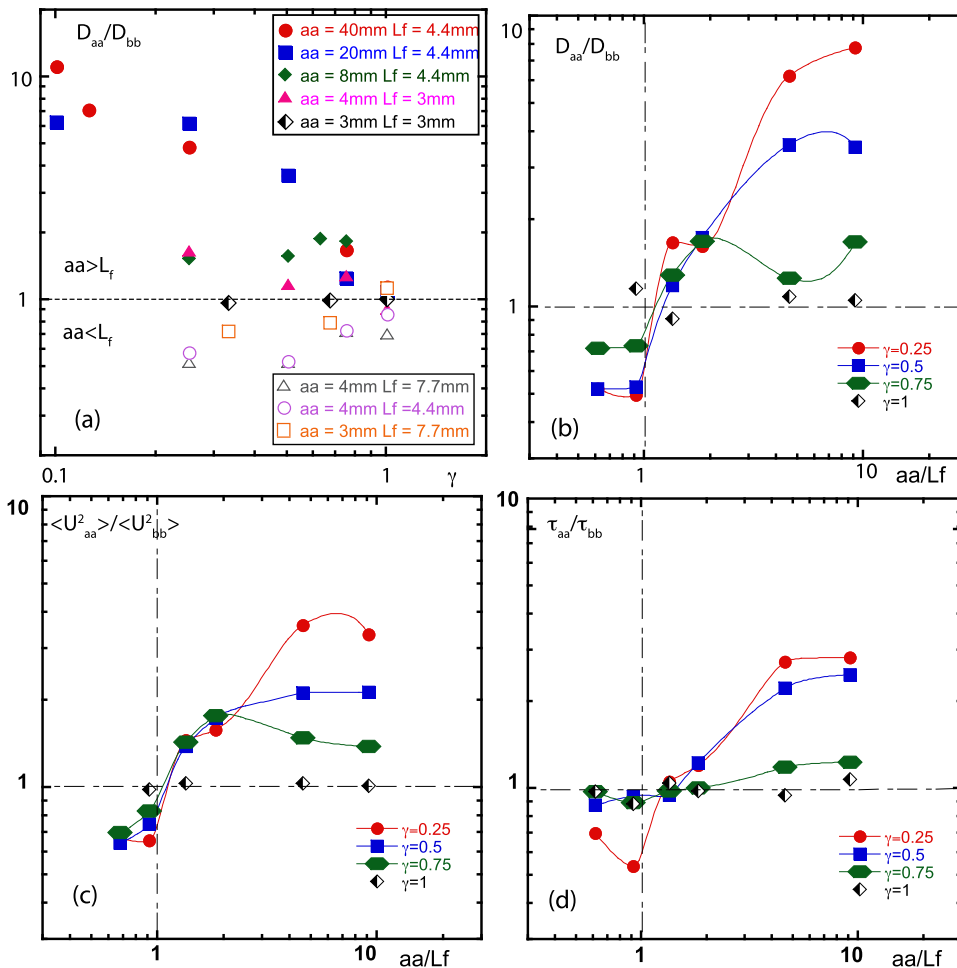 D_aa/D_bb
aa = 40mm Lf = 4.4mm
aa = 20mm Lf = 4.4mm
aa = 8mm Lf = 4.4mm
aa = 4mm Lf = 3mm
aa = 3mm Lf = 3mm
10
aa>L_f
1
aa<L_f
aa = 4mm Lf = 7.7mm
aa = 4mm Lf =4.4mm
aa = 3mm Lf = 7.7mm
(a)
0.1
γ
1
D_aa/D_bb
10
1
γ=0.25
γ=0.5
γ=0.75
γ=1
(b)
1
10
aa/Lf
10
<U²_aa>/<U²_bb>
1
γ=0.25
γ=0.5
γ=0.75
γ=1
(c)
1
10
aa/Lf
10
τ_aa/τ_bb
1
γ=0.25
γ=0.5
γ=0.75
γ=1
(d)
1
10
aa/Lf